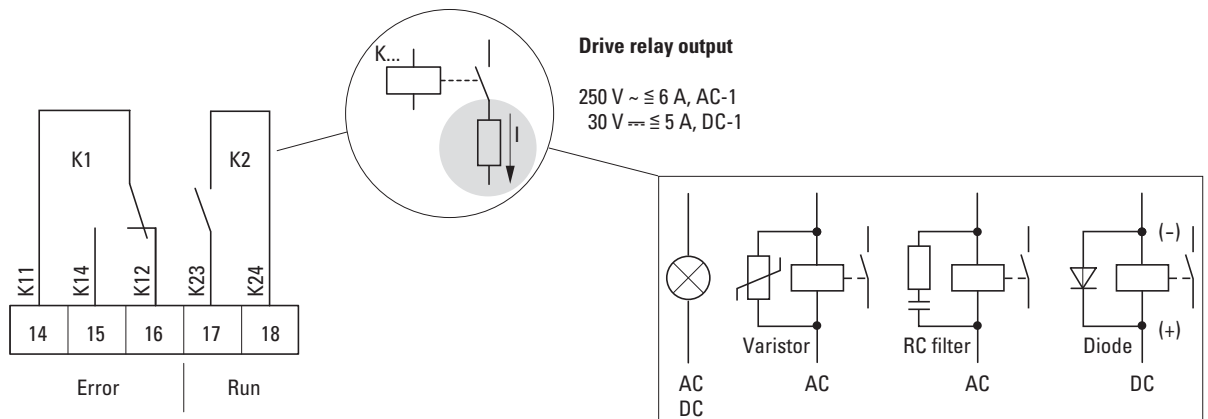 K...
Drive relay output
250 V ~ ≦ 6 A, AC-1
30 V ⎓ ≦ 5 A, DC-1
I
K1
K2
K11
K14
K12
K23
K24
14 15 16 17 18
Error Run
(–)
(+)
Varistor RC filter Diode
AC AC AC DC
DC